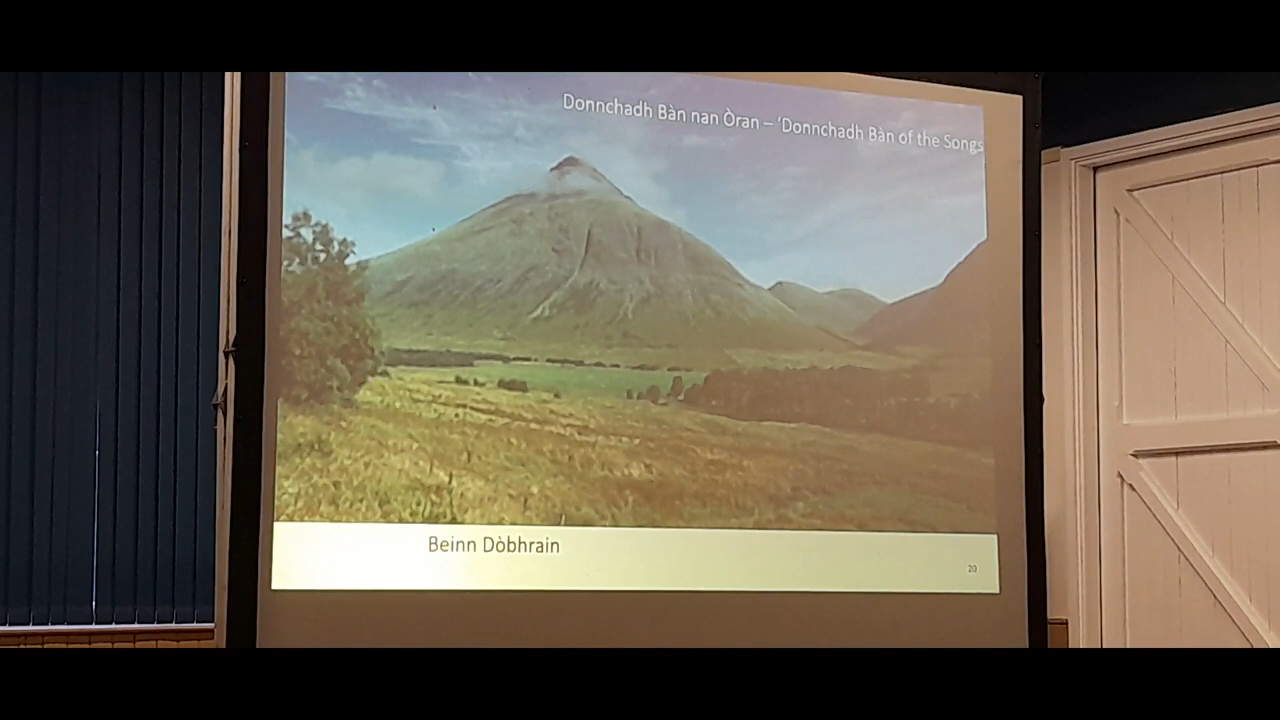 Donnchadh Bàn nan Òran – 'Donnchadh Bàn of the Songs
Beinn Dòbhrain
20